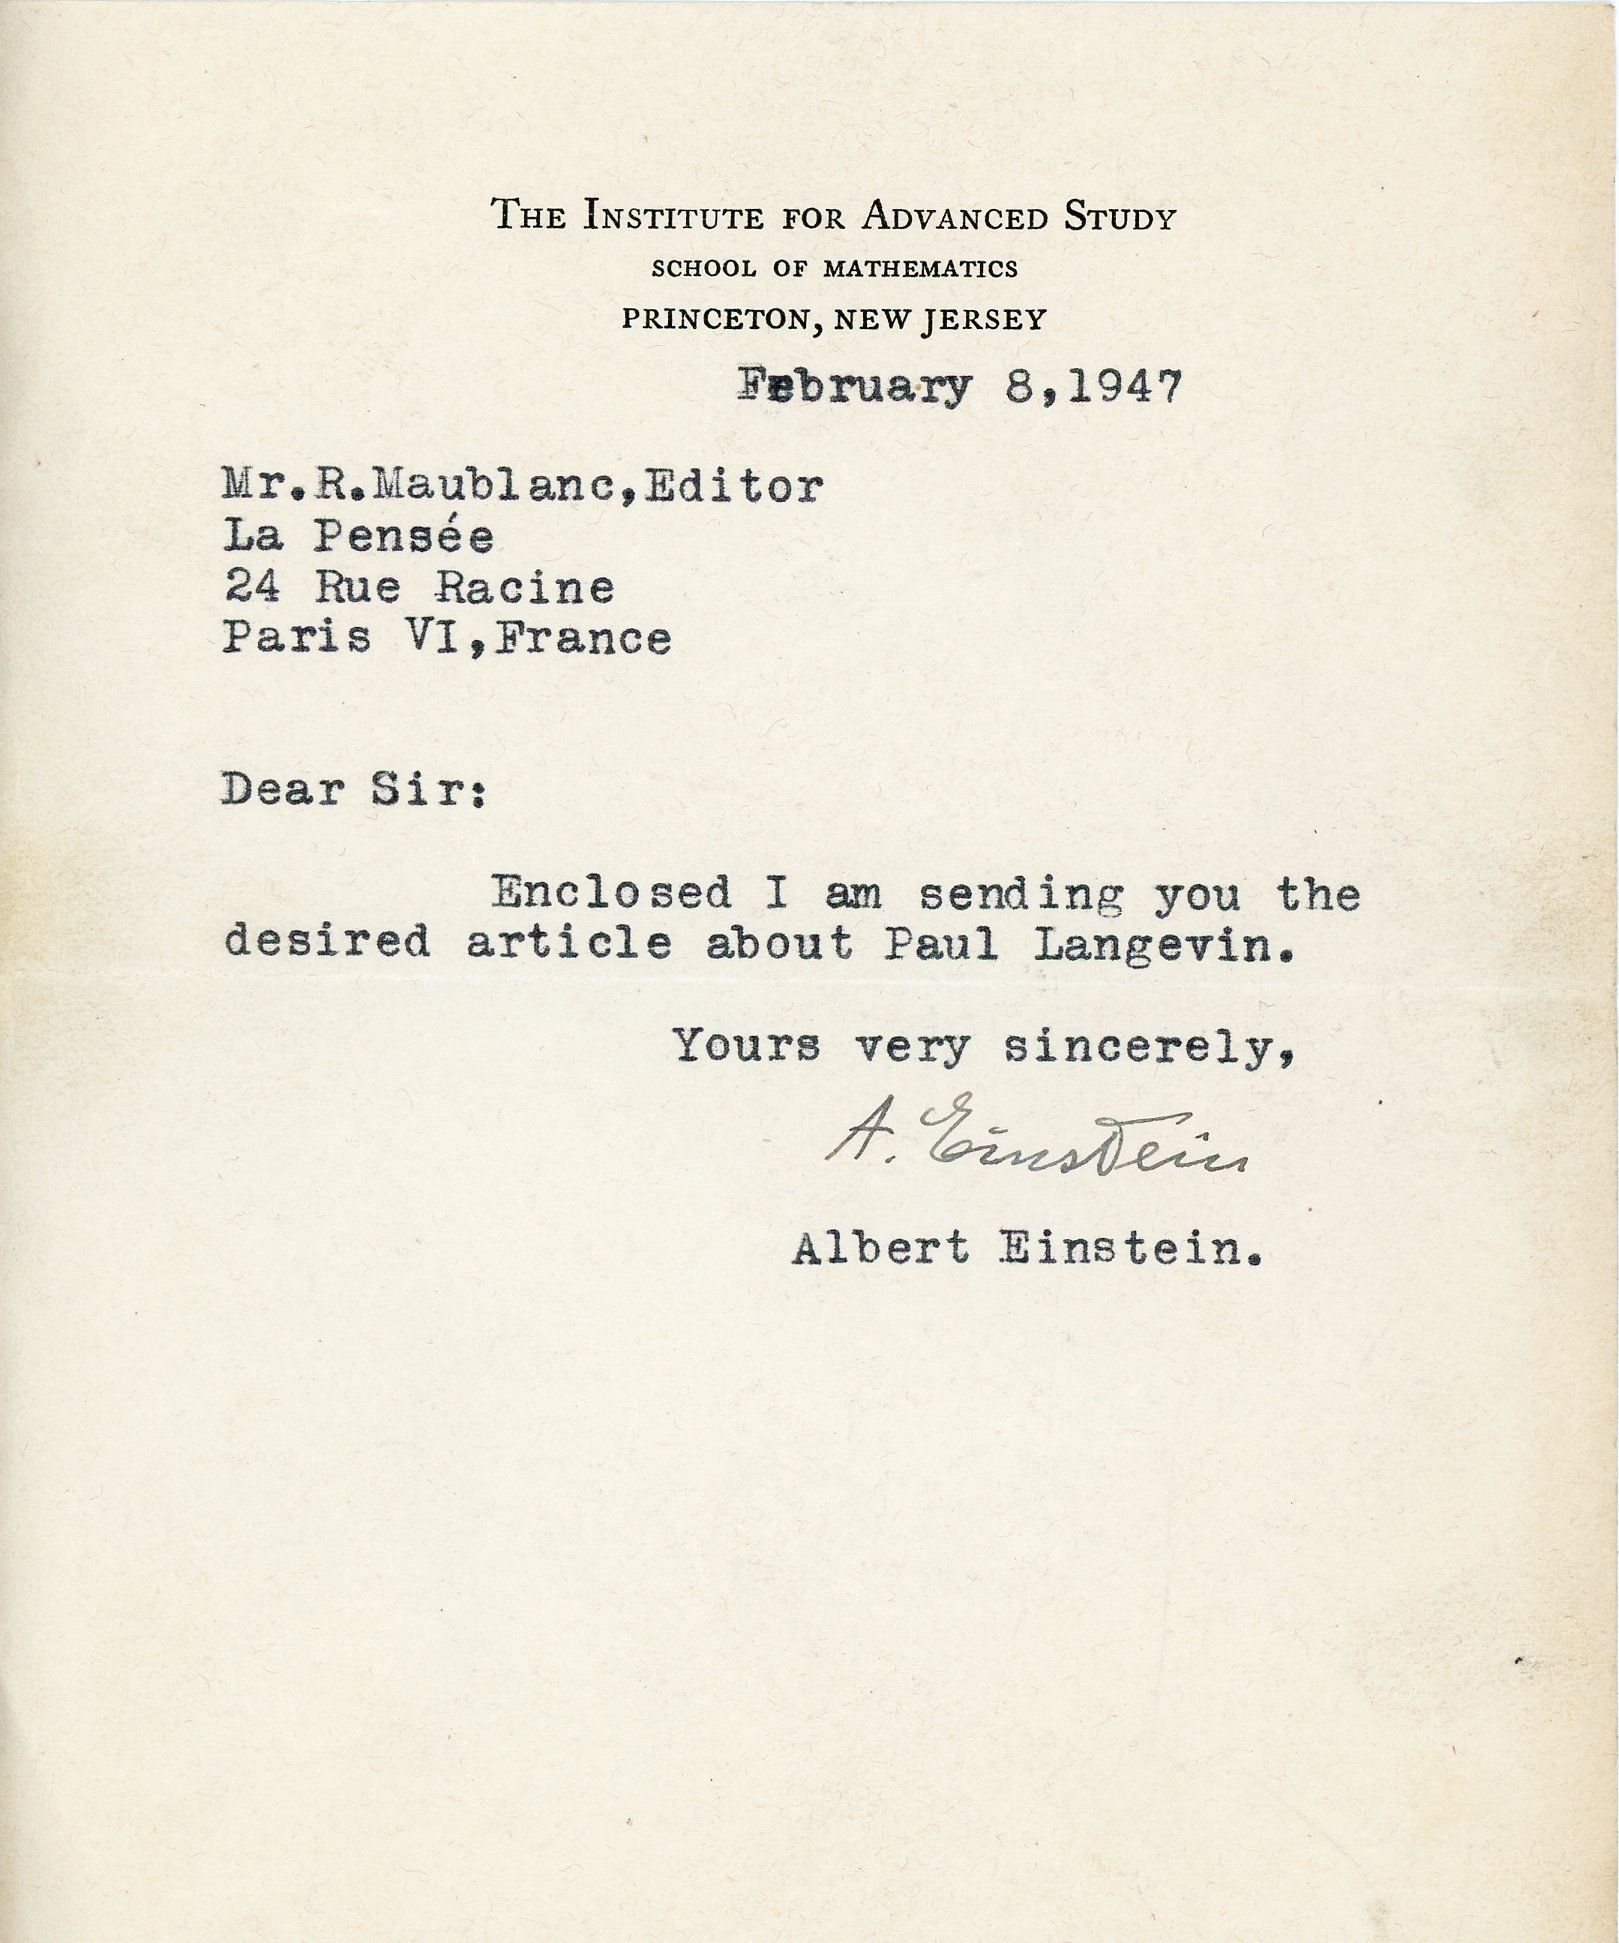 The Institute for Advanced Study
SCHOOL OF MATHEMATICS
PRINCETON, NEW JERSEY
February 8,1947
Mr.R.Maublanc,Editor
La Pensée
24 Rue Racine
Paris VI,France
Dear Sir:
Enclosed I am sending you the
desired article about Paul Langevin.
Yours very sincerely,
A. Einstein
Albert Einstein.